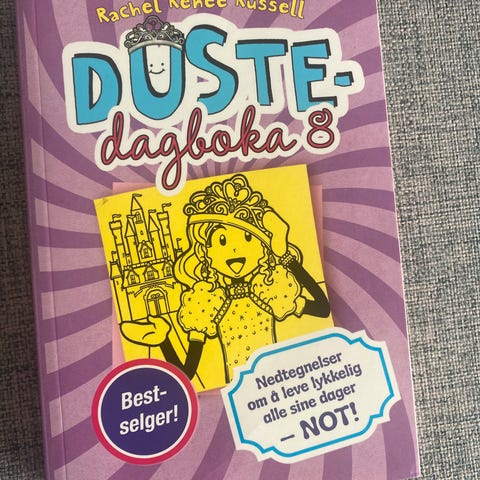 Rachel Renée Russell
DUSTE-
dagboka 8
Best-
selger!
Nedtegnelser
om å leve lykkelig
alle sine dager
– NOT!